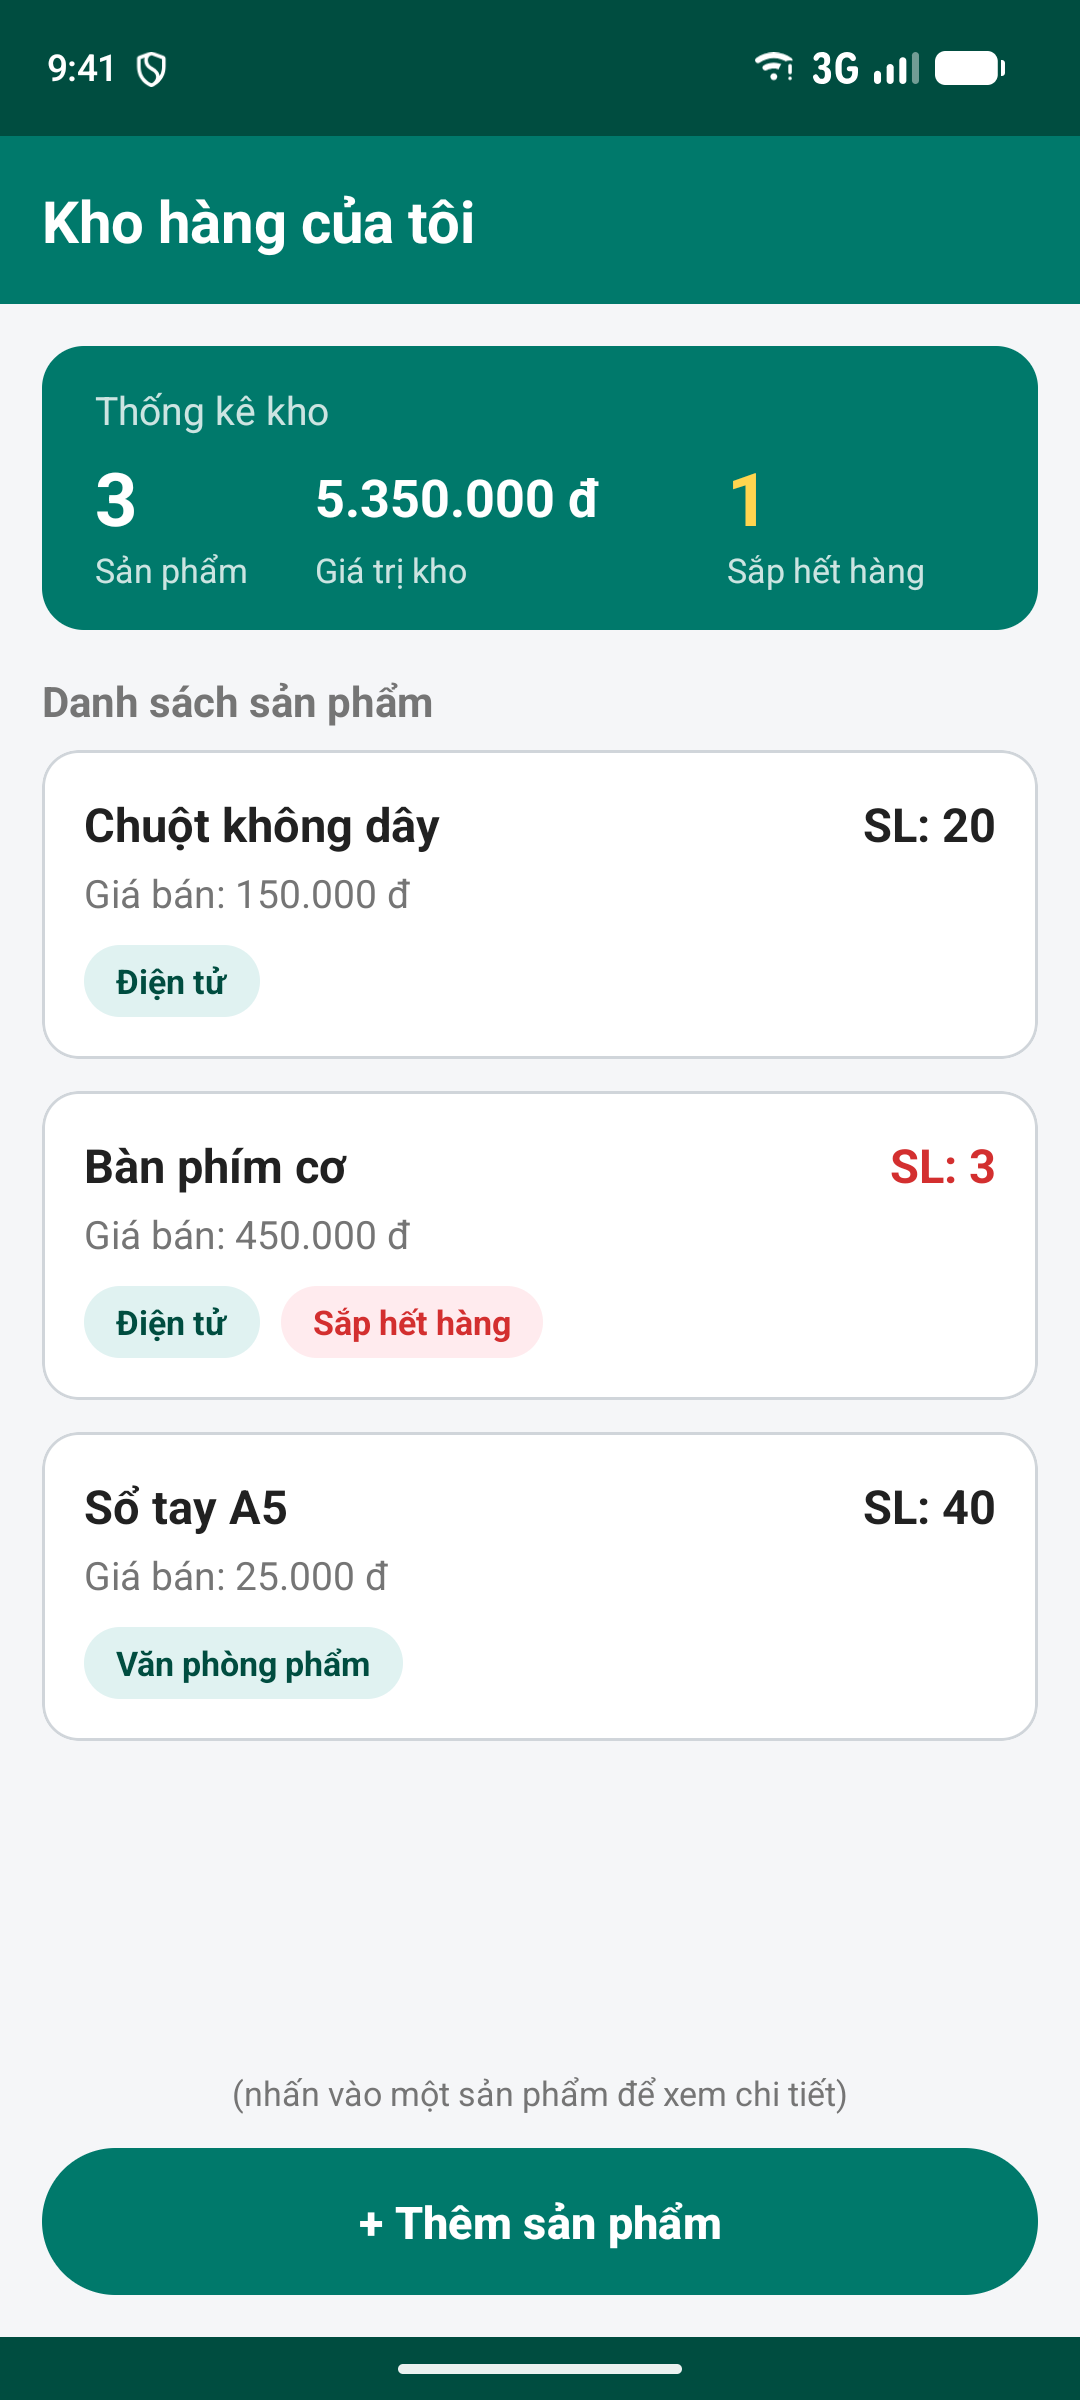 9:41 3G
Kho hàng của tôi
Thống kê kho
3 5.350.000 đ 1
Sản phẩm Giá trị kho Sắp hết hàng
Danh sách sản phẩm
Chuột không dây SL: 20
Giá bán: 150.000 đ
Điện tử
Bàn phím cơ SL: 3
Giá bán: 450.000 đ
Điện tử Sắp hết hàng
Sổ tay A5 SL: 40
Giá bán: 25.000 đ
Văn phòng phẩm
(nhấn vào một sản phẩm để xem chi tiết)
+ Thêm sản phẩm